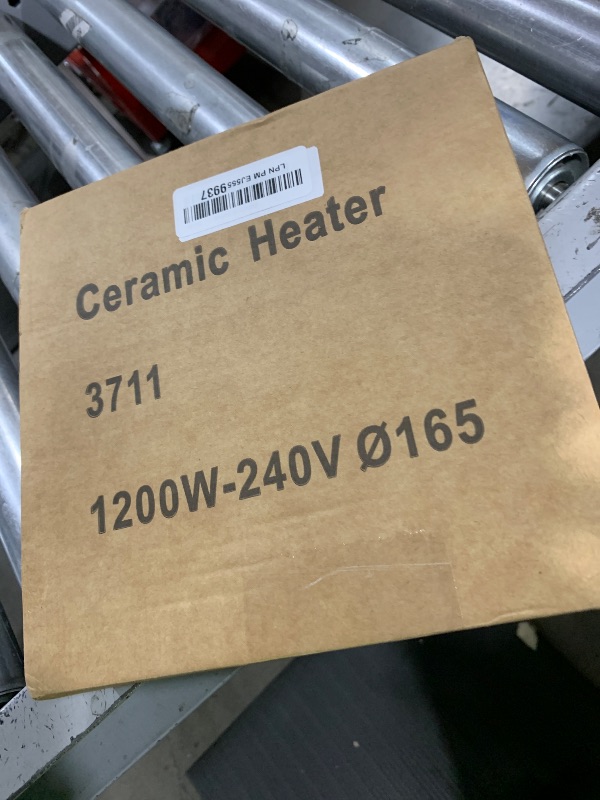 LPN PM EJ5559937
Ceramic Heater
3711
1200W-240V Ø165